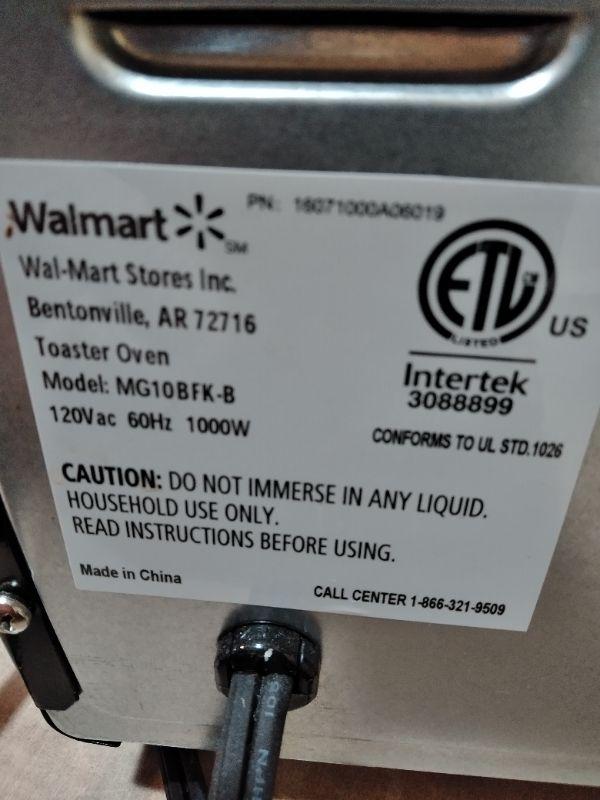 Walmart SM
PN: 16071000A06019
Wal-Mart Stores Inc.
Bentonville, AR 72716
Toaster Oven
Model: MG10BFK-B
120Vac 60Hz 1000W
ETL CM
LISTED
US
Intertek
3088899
CONFORMS TO UL STD.1026
CAUTION: DO NOT IMMERSE IN ANY LIQUID.
HOUSEHOLD USE ONLY.
READ INSTRUCTIONS BEFORE USING.
Made in China
CALL CENTER 1-866-321-9509